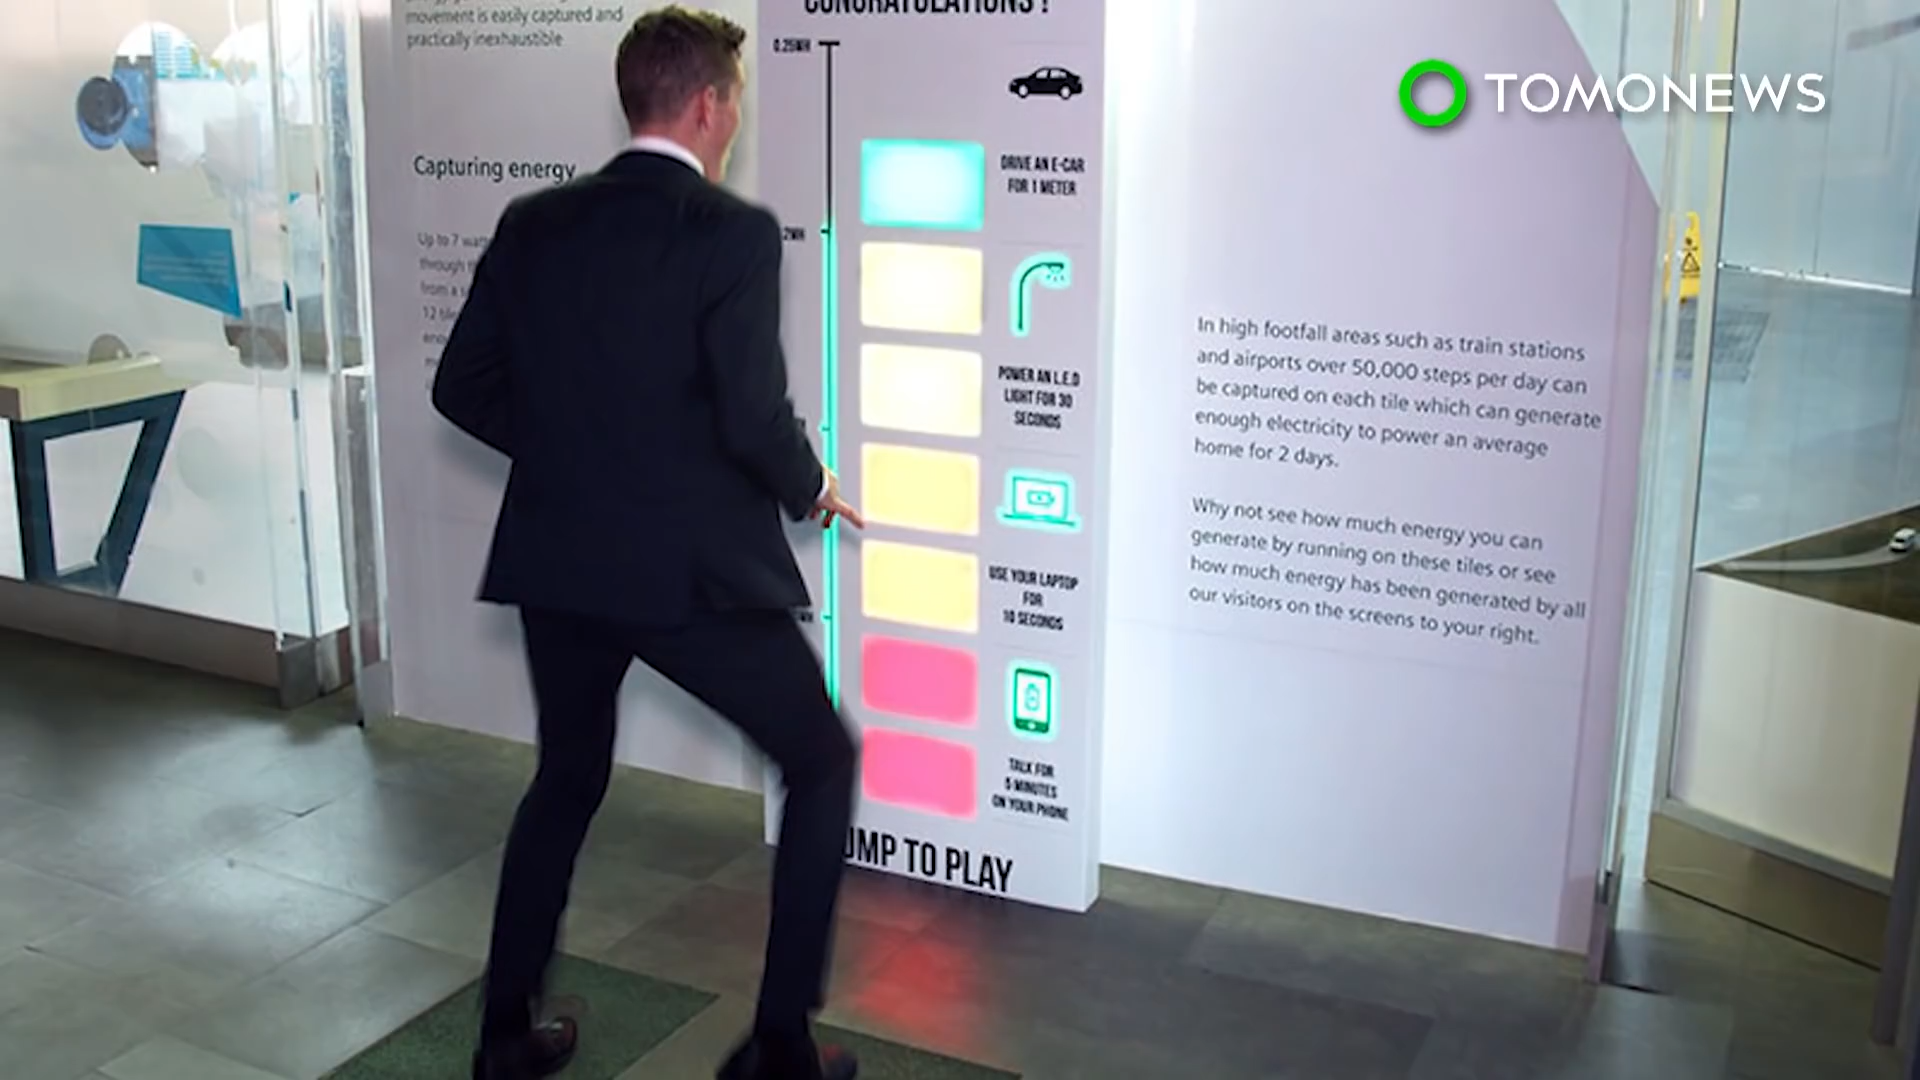 movement is easily captured and
practically inexhaustible
Capturing energy
Up to 7
through
from a
12
CONGRATULATIONS!
0.25WH
DRIVE AN E-CAR
FOR 1 METER
POWER AN L.E.D
LIGHT FOR 30
SECONDS
USE YOUR LAPTOP
FOR
10 SECONDS
TALK FOR
ON YOUR PHONE
UMP TO PLAY
TOMONEWS
In high footfall areas such as train stations
and airports over 50,000 steps per day can
be captured on each tile which can generate
enough electricity to power an average
home for 2 days.
Why not see how much energy you can
generate by running on these tiles or see
how much energy has been generated by all
our visitors on the screens to your right.